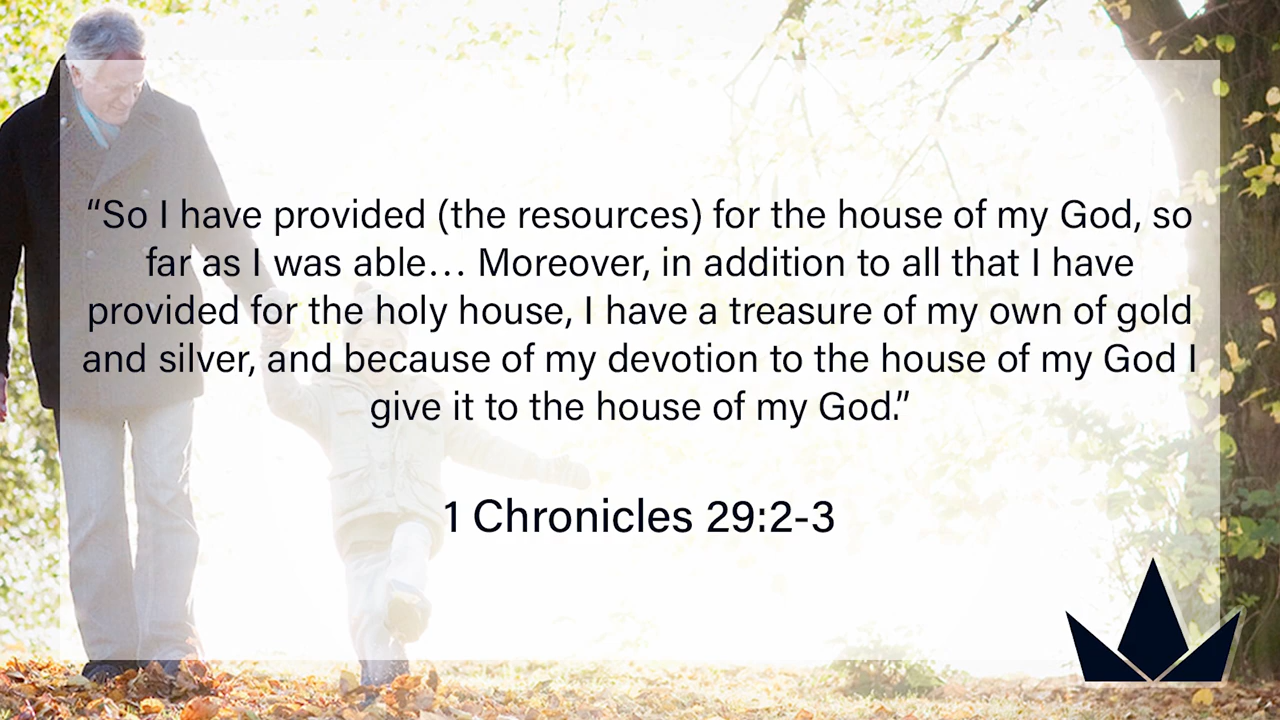 “So I have provided (the resources) for the house of my God, so
far as I was able… Moreover, in addition to all that I have
provided for the holy house, I have a treasure of my own of gold
and silver, and because of my devotion to the house of my God I
give it to the house of my God.”
1 Chronicles 29:2-3